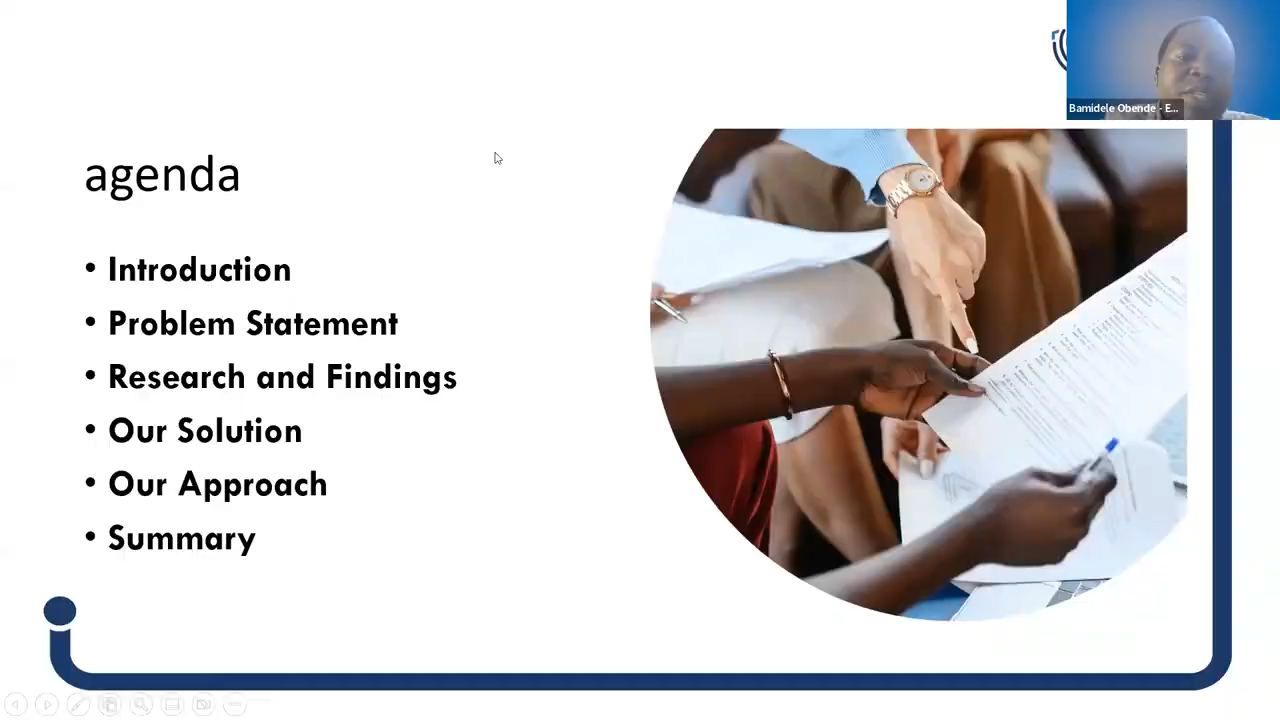 Bamidele Obende - E...
agenda
• Introduction
• Problem Statement
• Research and Findings
• Our Solution
• Our Approach
• Summary